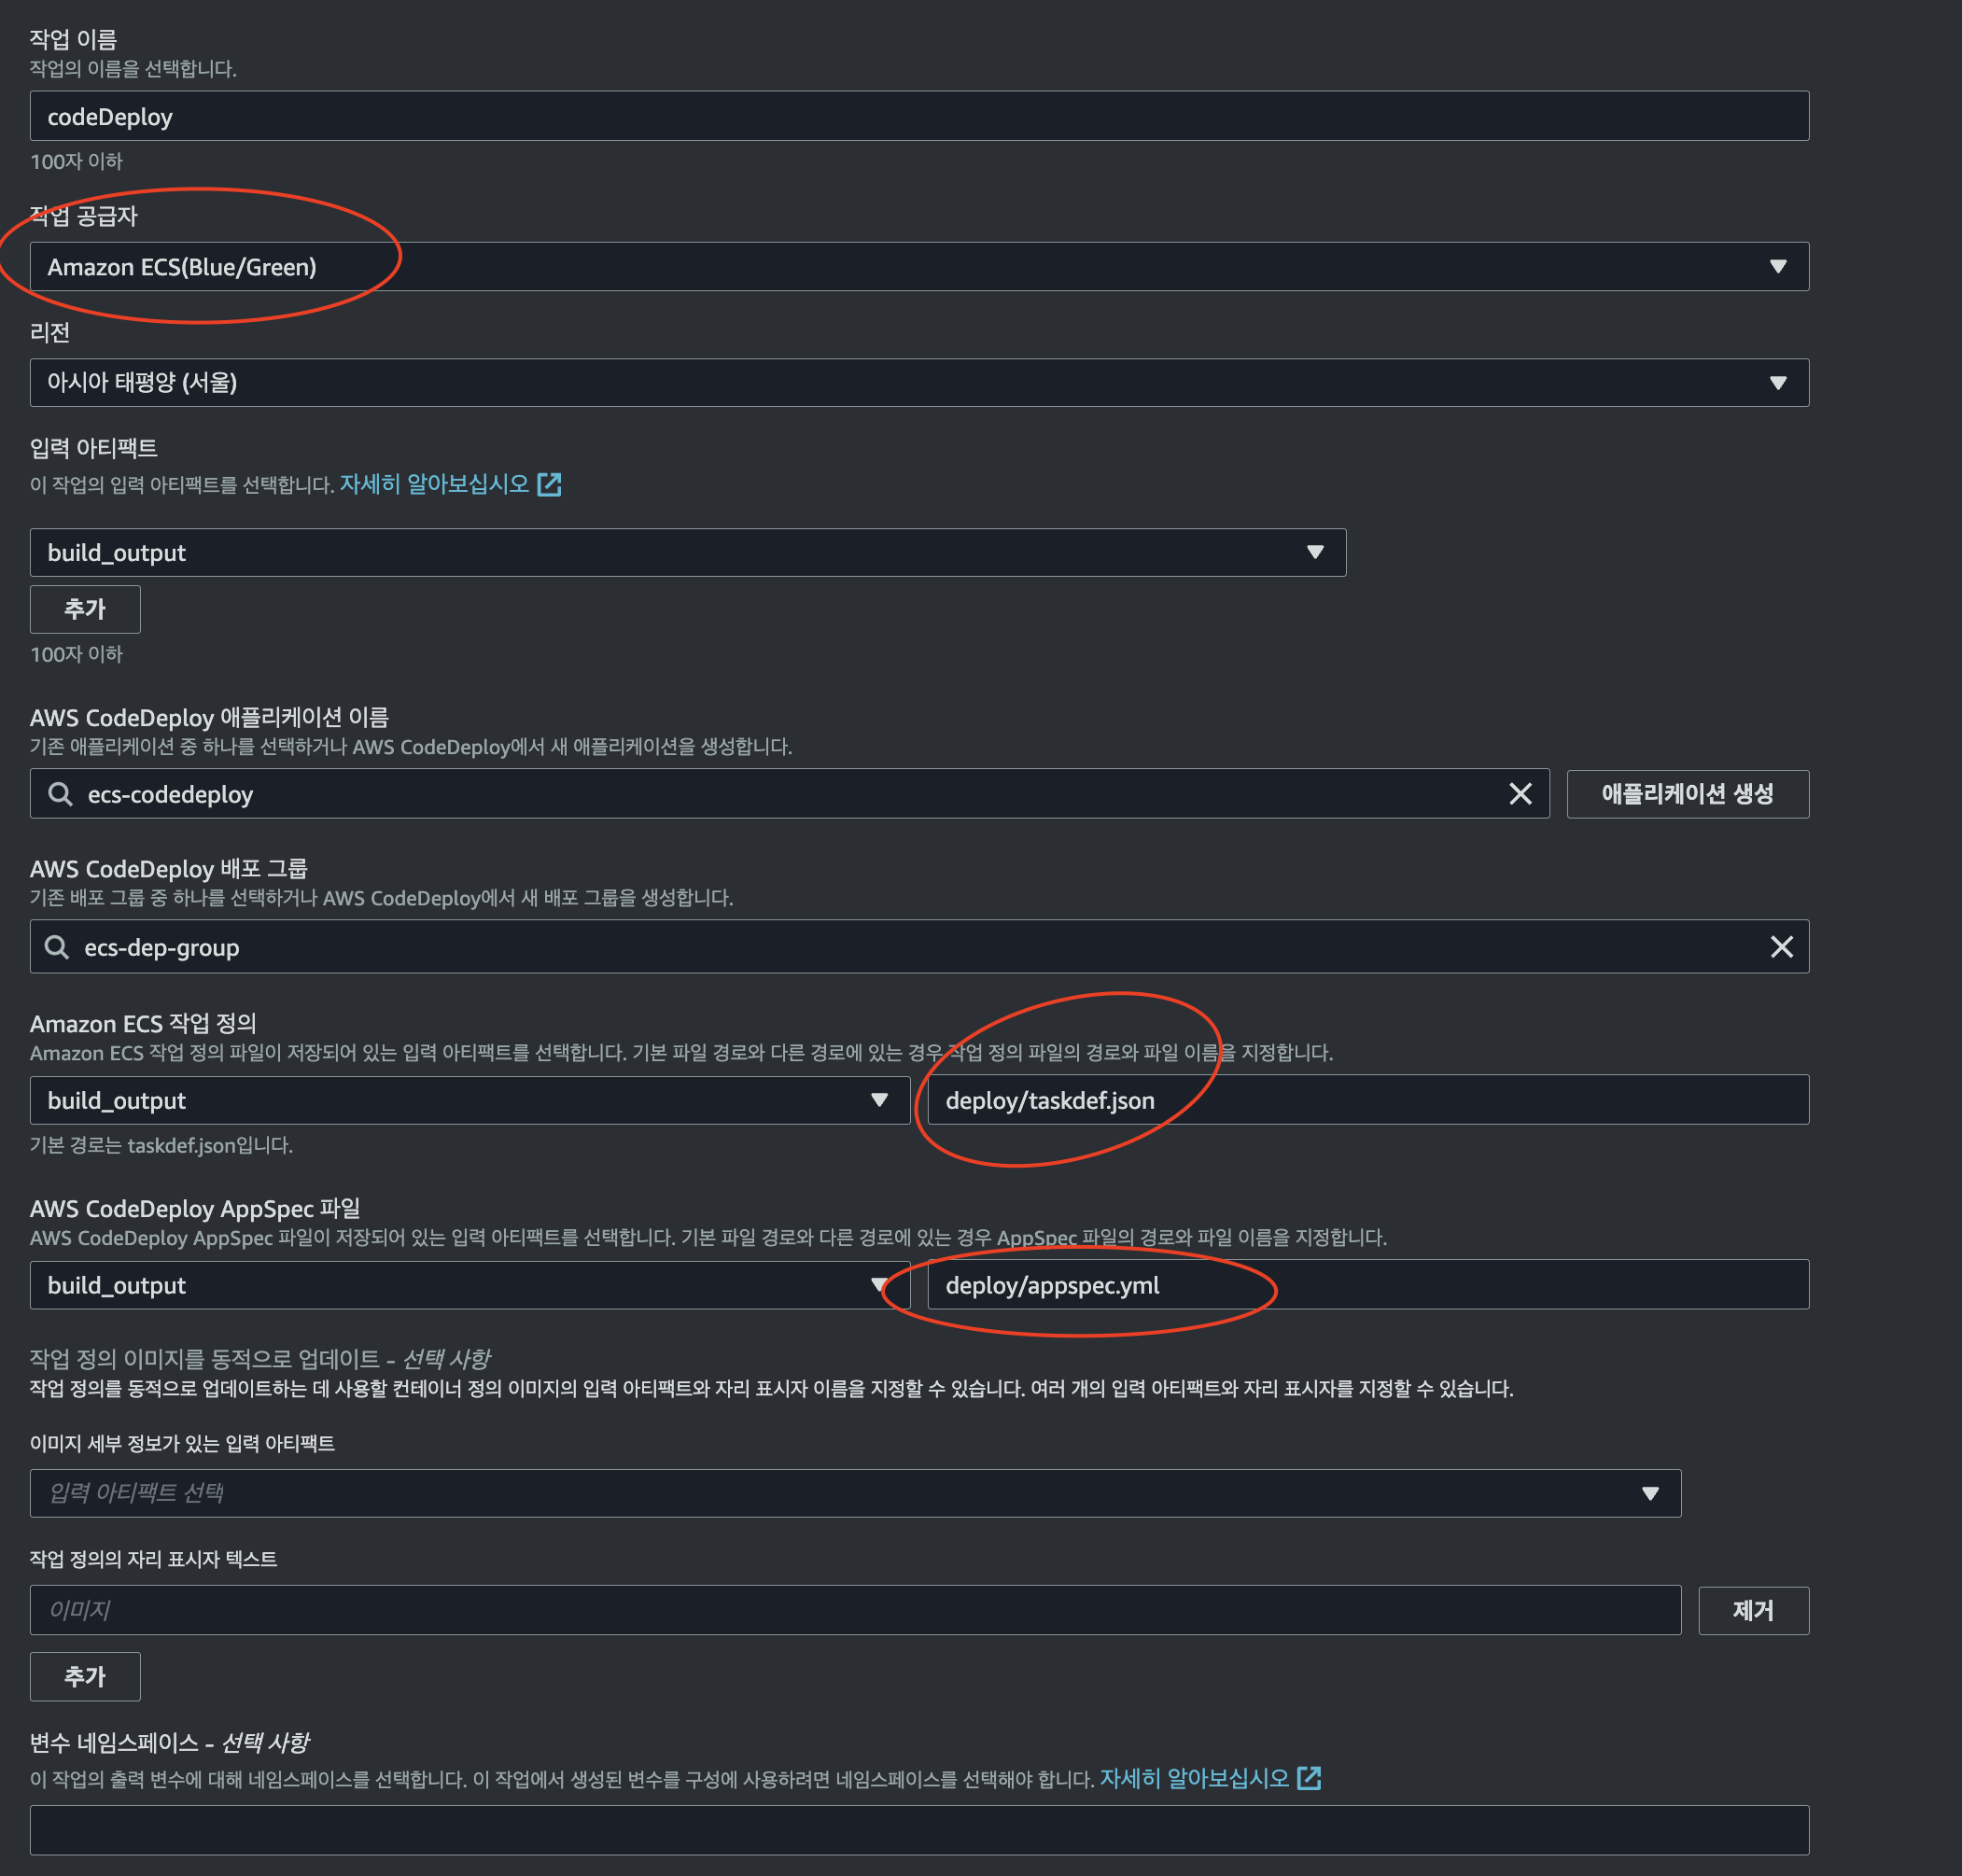 작업 이름
작업의 이름을 선택합니다.
codeDeploy
100자 이하
작업 공급자
Amazon ECS(Blue/Green)
리전
아시아 태평양 (서울)
입력 아티팩트
이 작업의 입력 아티팩트를 선택합니다. 자세히 알아보십시오
build_output
추가
100자 이하
AWS CodeDeploy 애플리케이션 이름
기존 애플리케이션 중 하나를 선택하거나 AWS CodeDeploy에서 새 애플리케이션을 생성합니다.
ecs-codedeploy
애플리케이션 생성
AWS CodeDeploy 배포 그룹
기존 배포 그룹 중 하나를 선택하거나 AWS CodeDeploy에서 새 배포 그룹을 생성합니다.
ecs-dep-group
Amazon ECS 작업 정의
Amazon ECS 작업 정의 파일이 저장되어 있는 입력 아티팩트를 선택합니다. 기본 파일 경로와 다른 경로에 있는 경우 작업 정의 파일의 경로와 파일 이름을 지정합니다.
build_output
deploy/taskdef.json
기본 경로는 taskdef.json입니다.
AWS CodeDeploy AppSpec 파일
AWS CodeDeploy AppSpec 파일이 저장되어 있는 입력 아티팩트를 선택합니다. 기본 파일 경로와 다른 경로에 있는 경우 AppSpec 파일의 경로와 파일 이름을 지정합니다.
build_output
deploy/appspec.yml
작업 정의 이미지를 동적으로 업데이트 - 선택 사항
작업 정의를 동적으로 업데이트하는 데 사용할 컨테이너 정의 이미지의 입력 아티팩트와 자리 표시자 이름을 지정할 수 있습니다. 여러 개의 입력 아티팩트와 자리 표시자를 지정할 수 있습니다.
이미지 세부 정보가 있는 입력 아티팩트
입력 아티팩트 선택
작업 정의의 자리 표시자 텍스트
이미지
제거
추가
변수 네임스페이스 - 선택 사항
이 작업의 출력 변수에 대해 네임스페이스를 선택합니다. 이 작업에서 생성된 변수를 구성에 사용하려면 네임스페이스를 선택해야 합니다. 자세히 알아보십시오